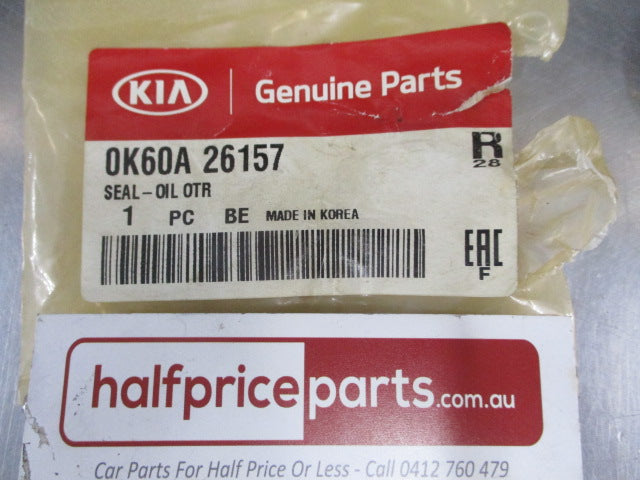 KIA Genuine Parts
0K60A 26157
R
28
SEAL-OIL OTR
1 PC BE MADE IN KOREA
EAC
F
halfpriceparts.com.au
Car Parts For Half Price Or Less - Call 0412 760 479